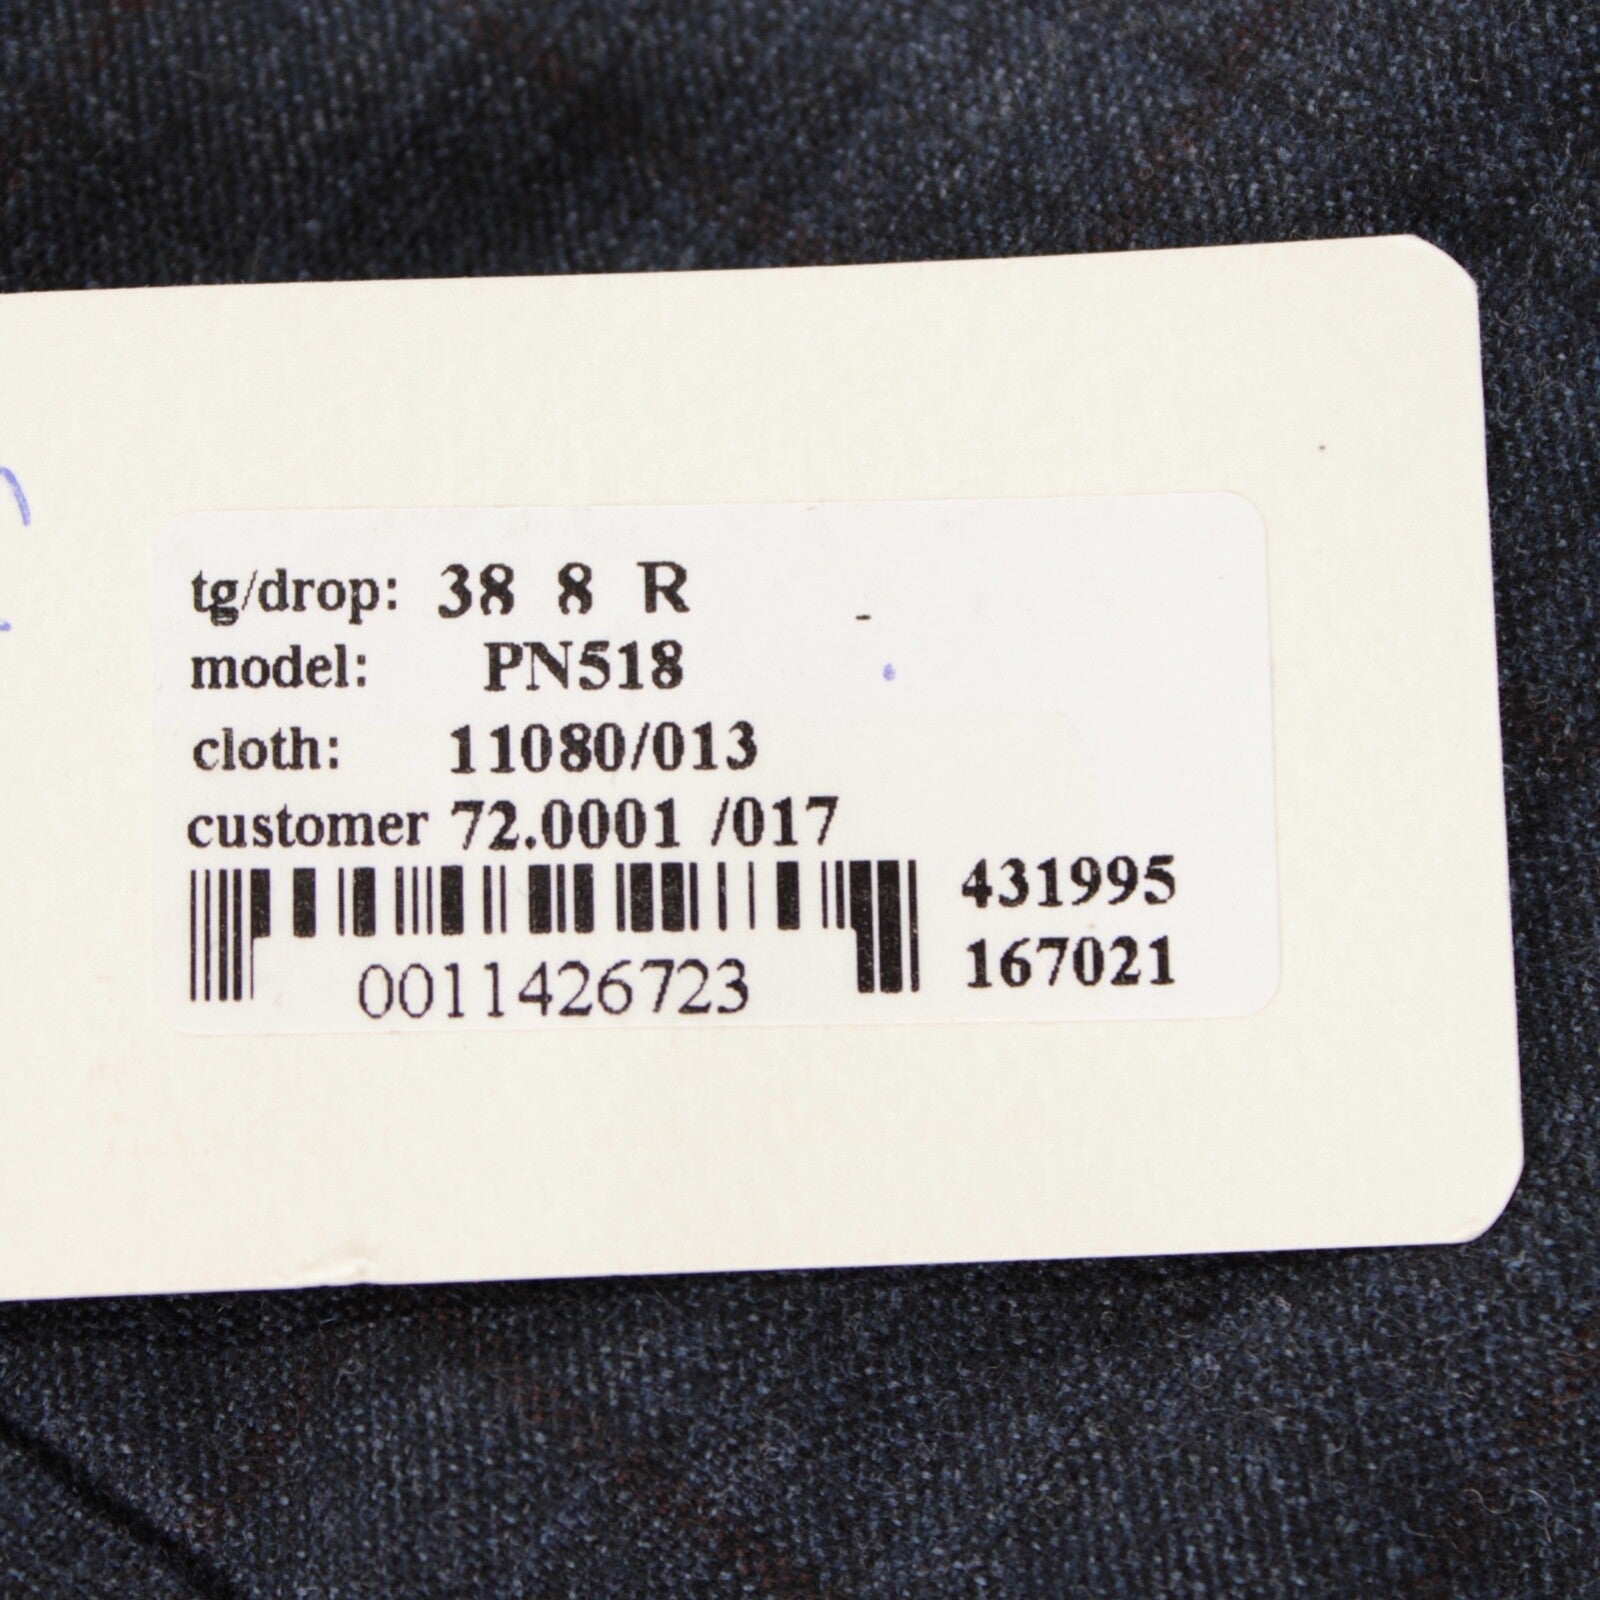 tg/drop: 38 8 R
model: PN518
cloth: 11080/013
customer 72.0001 /017
431995
0011426723
167021